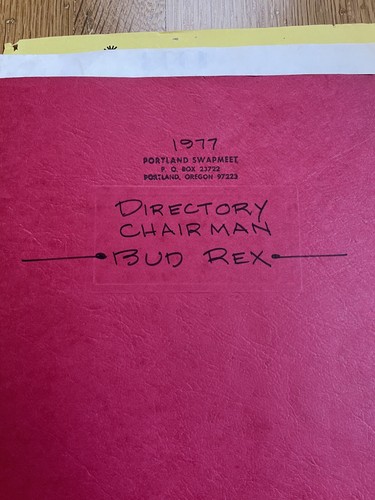 1977
PORTLAND SWAPMEET
P. O. BOX 23722
PORTLAND, OREGON 97223
DIRECTORY
CHAIRMAN
BUD REX